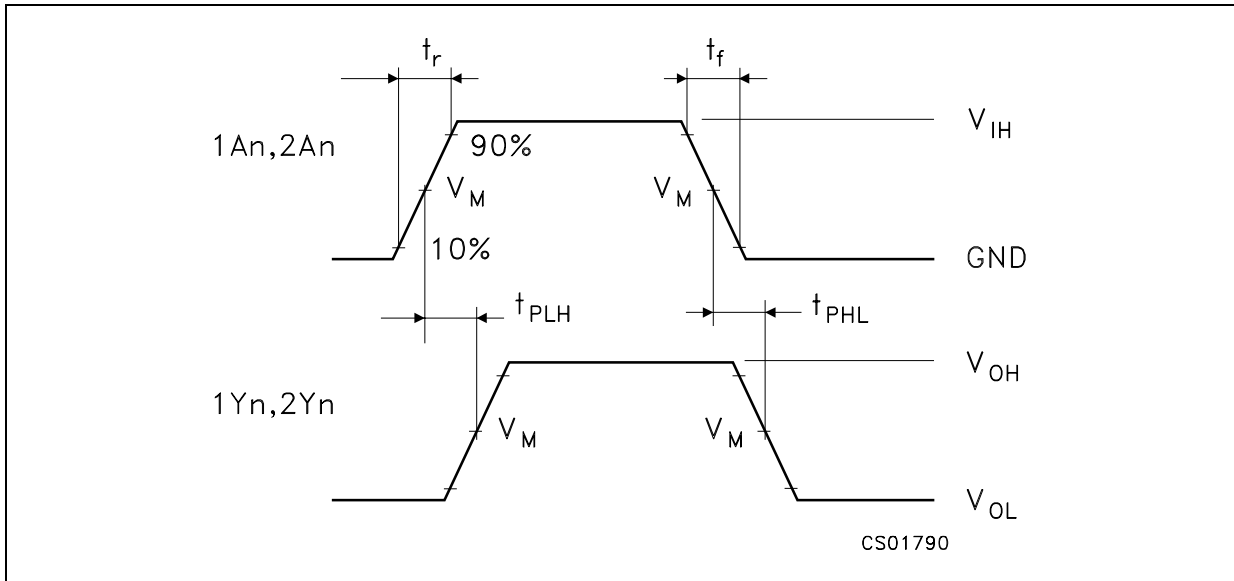 tr
tf
1An,2An
VIH
90%
VM
VM
10%
GND
tPLH
tPHL
VOH
1Yn,2Yn
VM
VM
VOL
CS01790